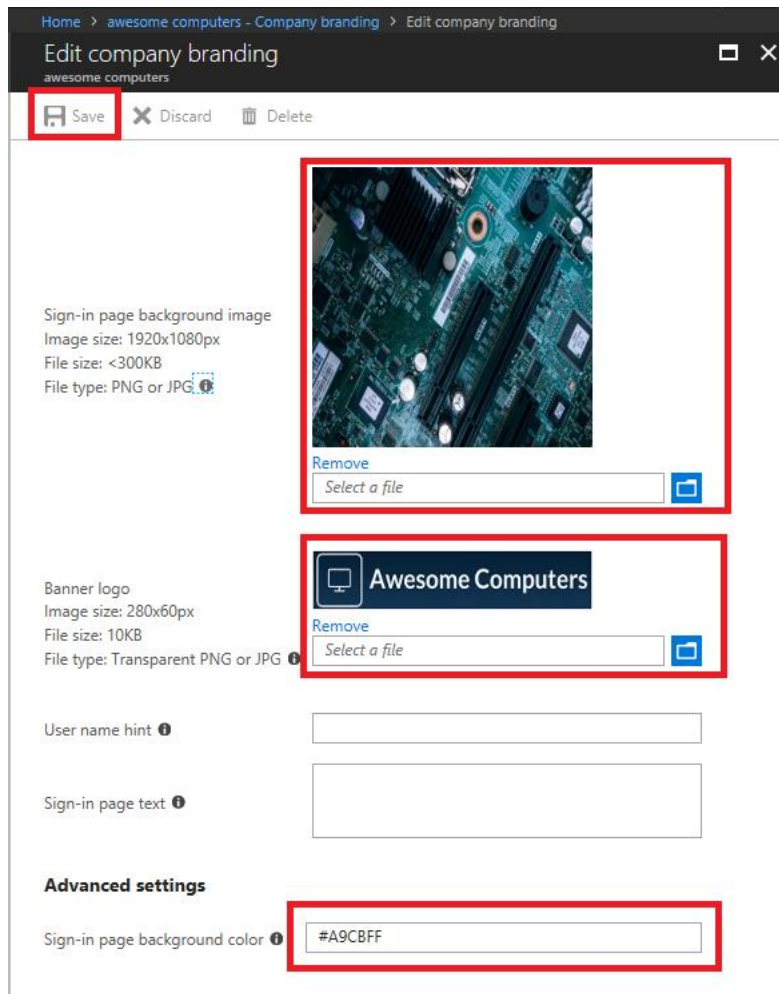 Home > awesome computers - Company branding > Edit company branding
Edit company branding
awesome computers
Save Discard Delete
Sign-in page background image
Image size: 1920x1080px
File size: <300KB
File type: PNG or JPG
Remove
Select a file
Awesome Computers
Banner logo
Image size: 280x60px
File size: 10KB
File type: Transparent PNG or JPG
Remove
Select a file
User name hint
Sign-in page text
Advanced settings
Sign-in page background color
#A9CBFF